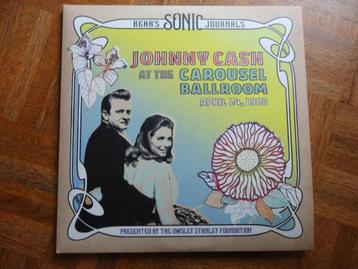 BEAR'S SONIC JOURNALS
JOHNNY CASH
AT THE CAROUSEL
BALLROOM
APRIL 24, 1968
PRESENTED BY THE OWSLEY STANLEY FOUNDATION